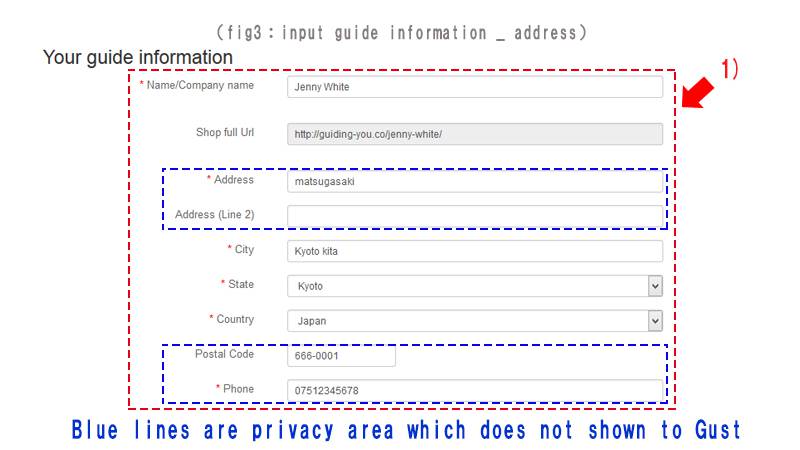 (fig3：input guide information _ address)
Your guide information
1)
* Name/Company name Jenny White
Shop full Url http://guiding-you.co/jenny-white/
* Address matsugasaki
Address (Line 2)
* City Kyoto kita
* State Kyoto
* Country Japan
Postal Code 666-0001
* Phone 07512345678
Blue lines are privacy area which does not shown to Gust